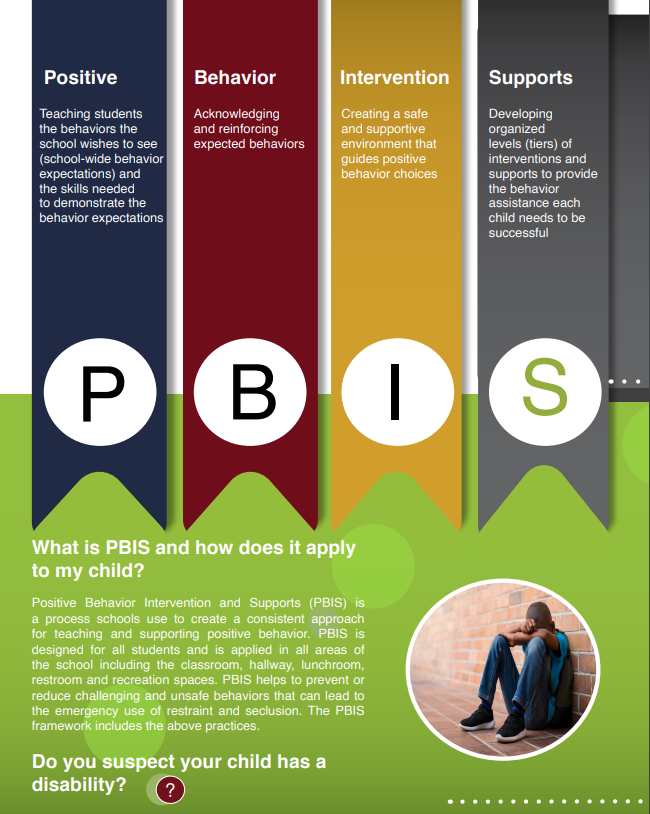 Positive
Teaching students
the behaviors the
school wishes to see
(school-wide behavior
expectations) and
the skills needed
to demonstrate the
behavior expectations
Behavior
Acknowledging
and reinforcing
expected behaviors
Intervention
Creating a safe
and supportive
environment that
guides positive
behavior choices
Supports
Developing
organized
levels (tiers) of
interventions and
supports to provide
the behavior
assistance each
child needs to be
successful
P
B
I
S
What is PBIS and how does it apply
to my child?
Positive Behavior Intervention and Supports (PBIS) is
a process schools use to create a consistent approach
for teaching and supporting positive behavior. PBIS is
designed for all students and is applied in all areas of
the school including the classroom, hallway, lunchroom,
restroom and recreation spaces. PBIS helps to prevent or
reduce challenging and unsafe behaviors that can lead to
the emergency use of restraint and seclusion. The PBIS
framework includes the above practices.
Do you suspect your child has a
disability?
?